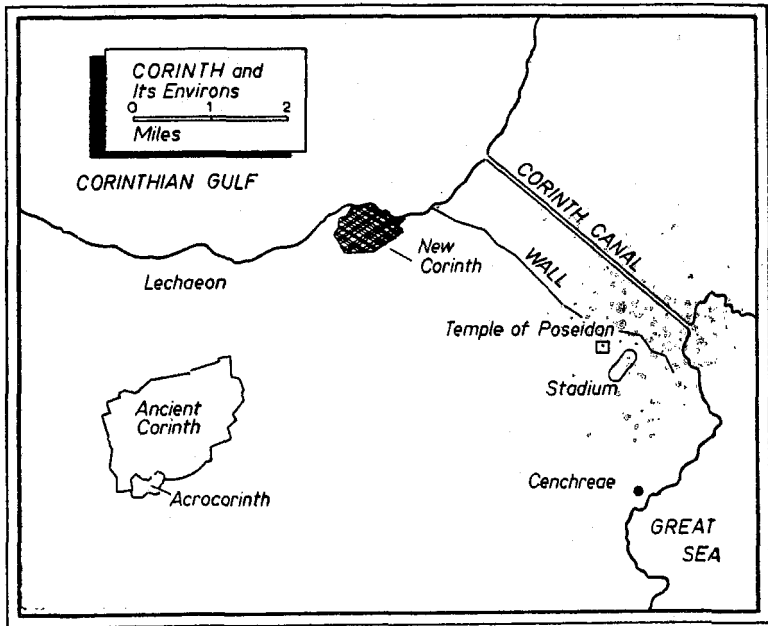 CORINTH and
Its Environs
0 1 2
Miles
CORINTHIAN GULF
CORINTH CANAL
WALL
New
Corinth
Lechaeon
Temple of Poseidon
Stadium
Ancient
Corinth
Acrocorinth
Cenchreae
GREAT
SEA